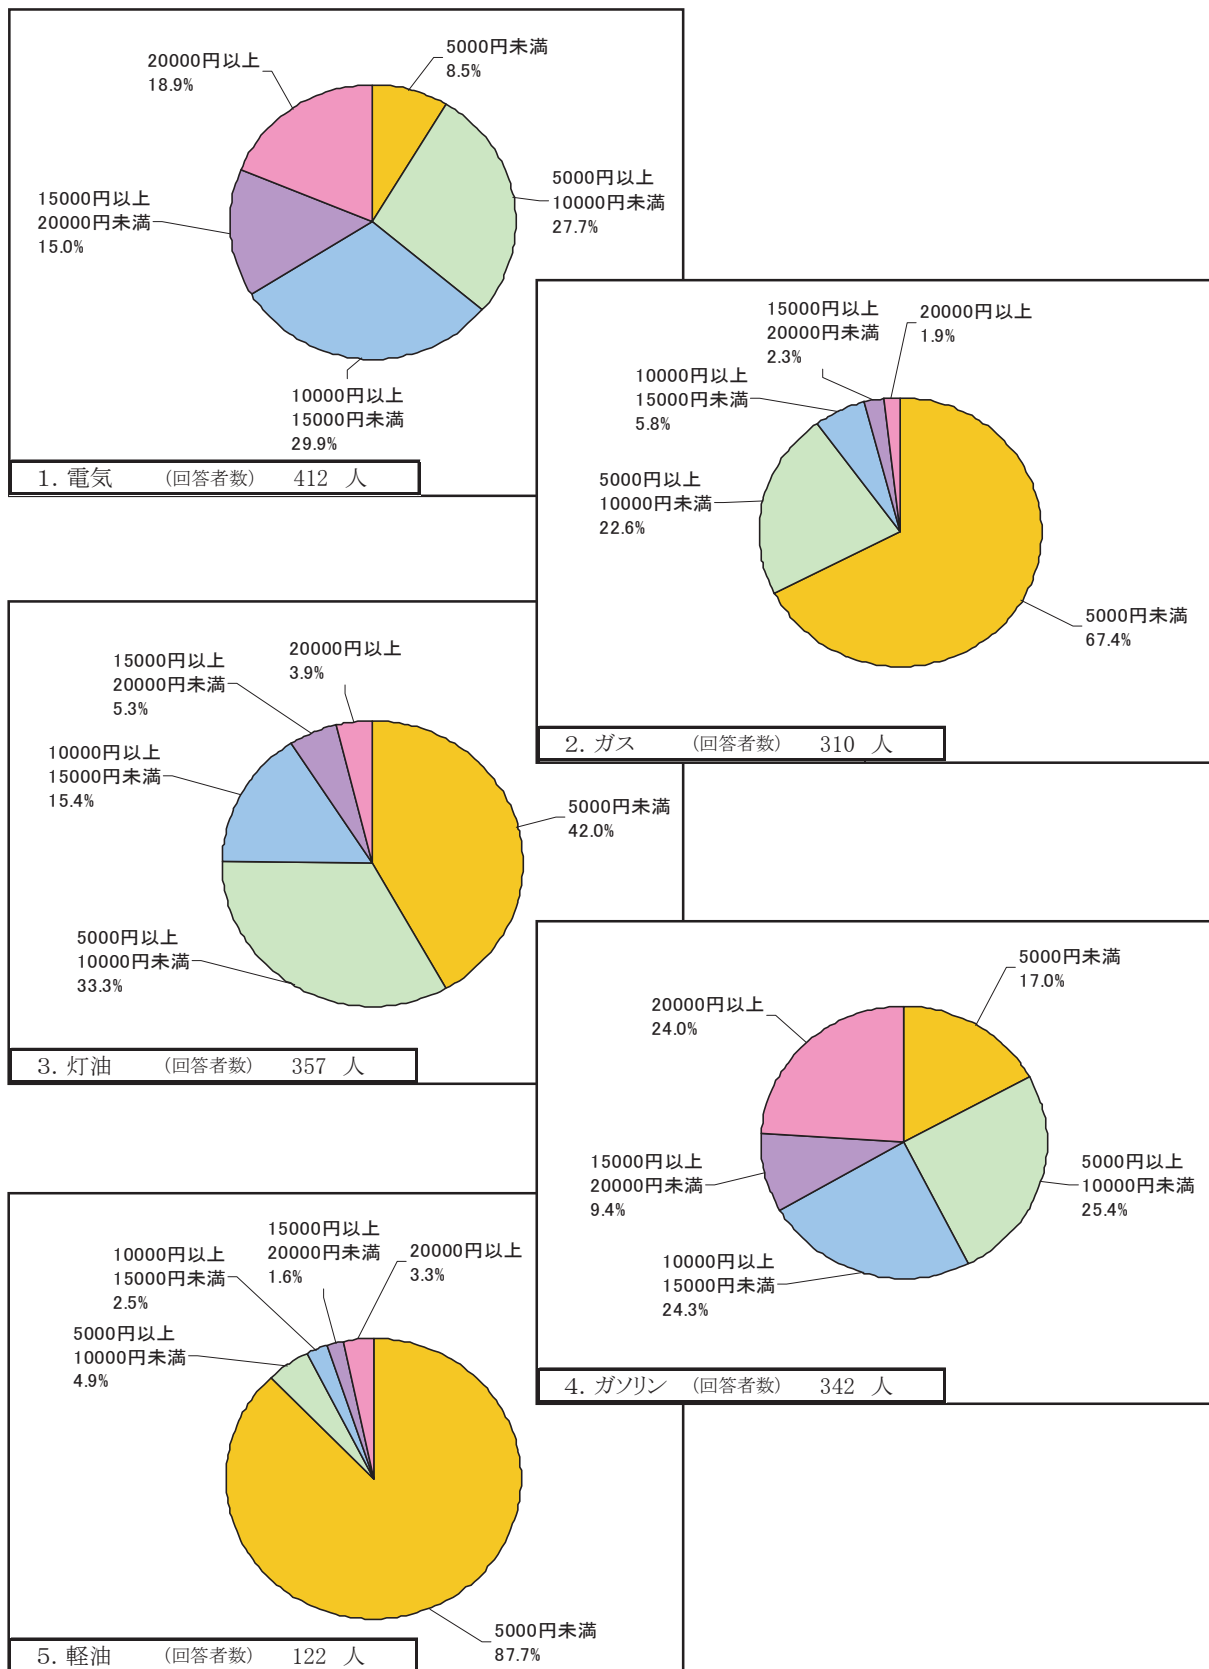 20000円以上
18.9%
5000円未満
8.5%
5000円以上
10000円未満
27.7%
15000円以上
20000円未満
15.0%
10000円以上
15000円未満
29.9%
1. 電気 (回答者数) 412 人
15000円以上
20000円未満
2.3%
20000円以上
1.9%
10000円以上
15000円未満
5.8%
5000円以上
10000円未満
22.6%
5000円未満
67.4%
2. ガス (回答者数) 310 人
15000円以上
20000円未満
5.3%
20000円以上
3.9%
10000円以上
15000円未満
15.4%
5000円未満
42.0%
5000円以上
10000円未満
33.3%
3. 灯油 (回答者数) 357 人
5000円未満
17.0%
20000円以上
24.0%
15000円以上
20000円未満
9.4%
5000円以上
10000円未満
25.4%
10000円以上
15000円未満
24.3%
4. ガソリン (回答者数) 342 人
15000円以上
20000円未満
1.6%
20000円以上
3.3%
10000円以上
15000円未満
2.5%
5000円以上
10000円未満
4.9%
5000円未満
87.7%
5. 軽油 (回答者数) 122 人